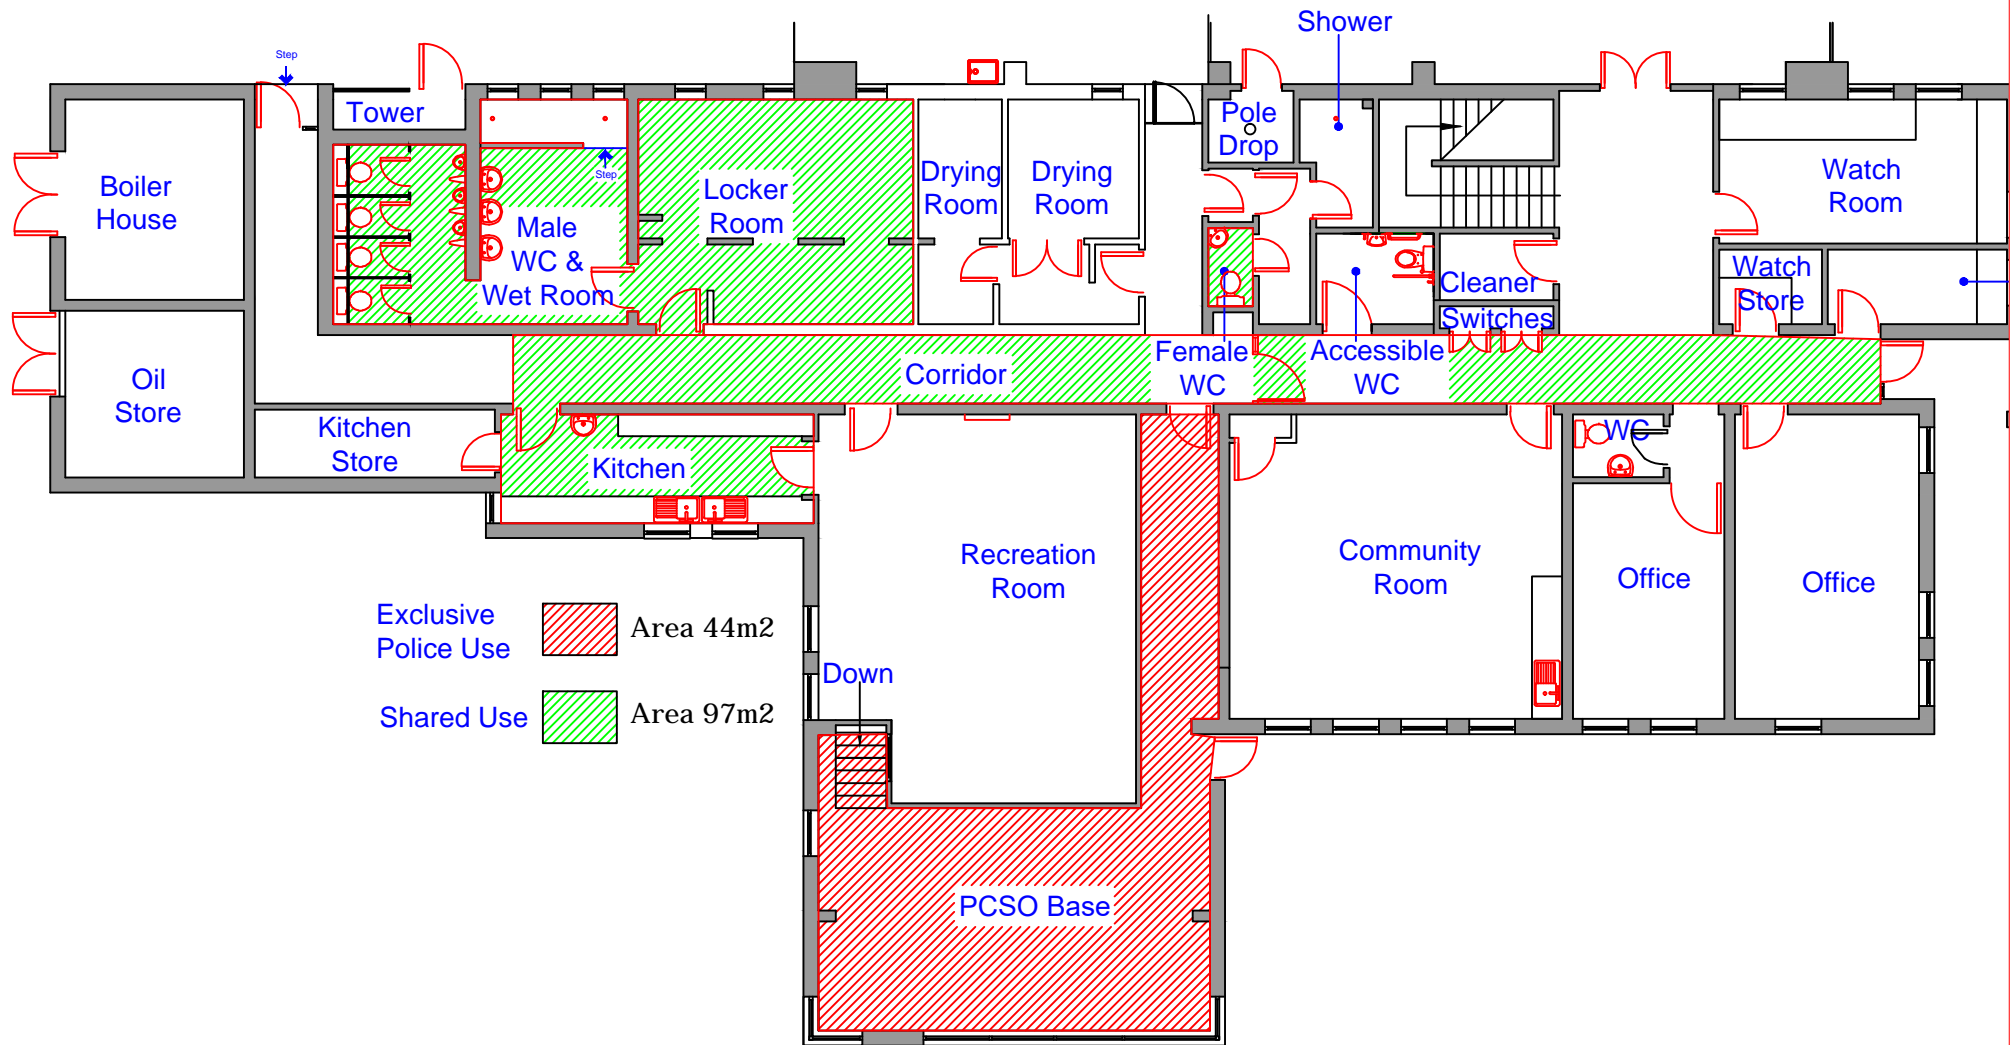 Shower
Step
Tower
Pole
Drop
Boiler
House
Step
Male
WC &
Wet Room
Locker
Room
Drying
Room
Drying
Room
Watch
Room
Cleaner
Watch
Store
Switches
Oil
Store
Corridor
Female
WC
Accessible
WC
Kitchen
Store
Kitchen
WC
Recreation
Room
Community
Room
Office
Office
Exclusive
Police Use
Area 44m2
Down
Shared Use
Area 97m2
PCSO Base